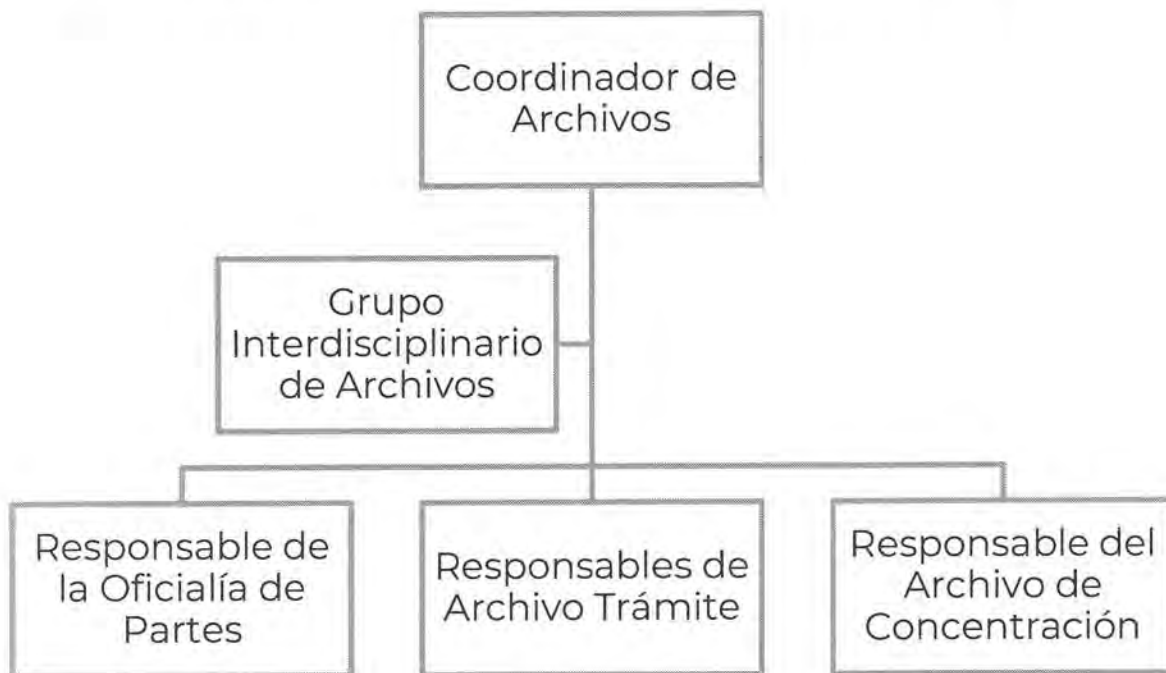 Coordinador de
Archivos
Grupo
Interdisciplinario
de Archivos
Responsable de
la Oficialía de
Partes
Responsables de
Archivo Trámite
Responsable del
Archivo de
Concentración